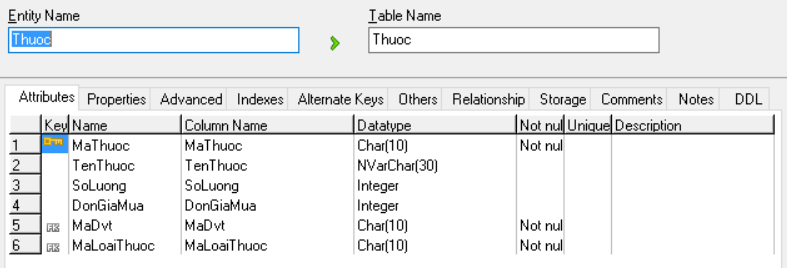 Entity Name Table Name
Thuoc Thuoc
Attributes Properties Advanced Indexes Alternate Keys Others Relationship Storage Comments Notes DDL
Key Name Column Name Datatype Not nul Unique Description
1 MaThuoc MaThuoc Char(10) Not nul
2 TenThuoc TenThuoc NVarChar(30)
3 SoLuong SoLuong Integer
4 DonGiaMua DonGiaMua Integer
5 MaDvt MaDvt Char(10) Not nul
6 MaLoaiThuoc MaLoaiThuoc Char(10) Not nul